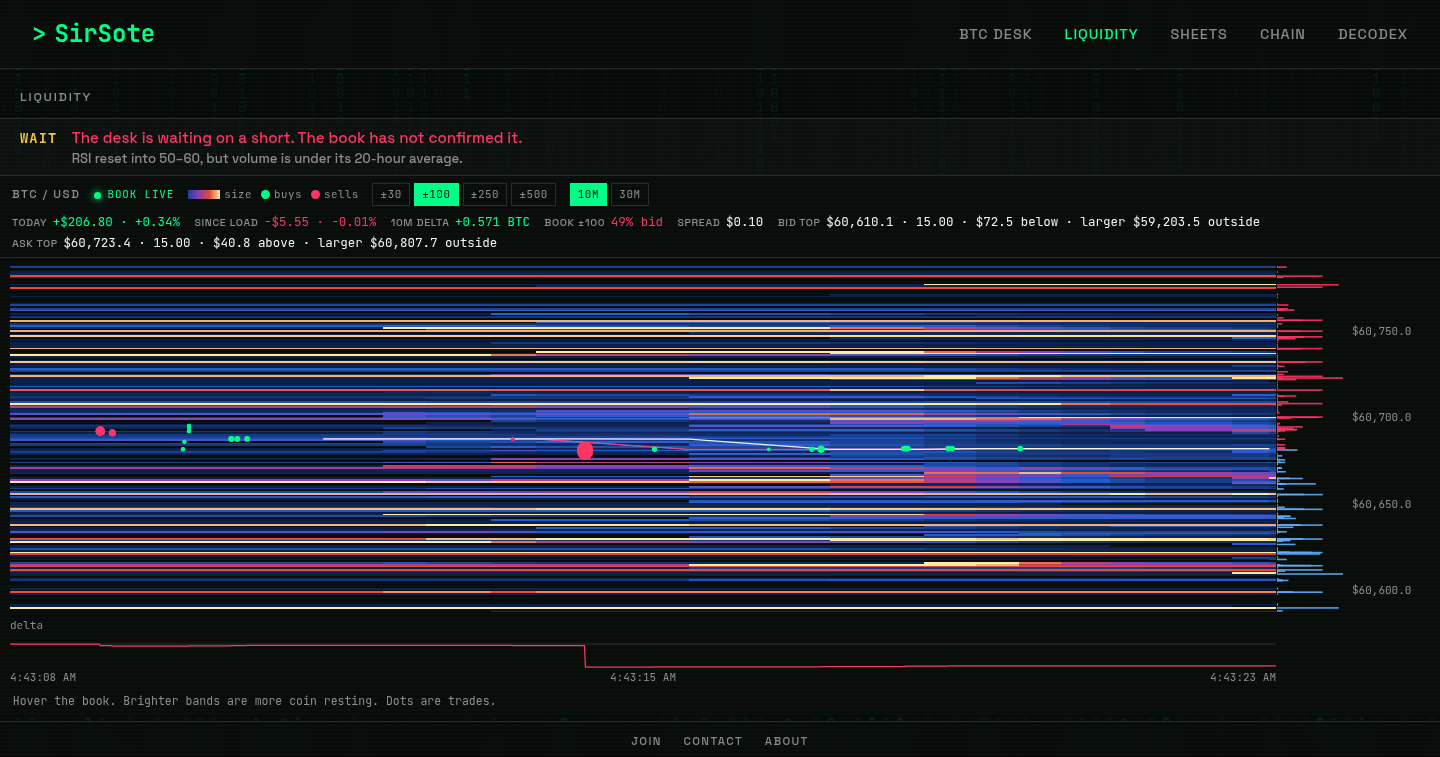 > SirSote
BTC DESK LIQUIDITY SHEETS CHAIN DECODEX
LIQUIDITY
WAIT The desk is waiting on a short. The book has not confirmed it.
RSI reset into 50–60, but volume is under its 20-hour average.
BTC / USD BOOK LIVE size buys sells ±30 ±100 ±250 ±500 10M 30M
TODAY +$206.80 · +0.34% SINCE LOAD -$5.55 · -0.01% 10M DELTA +0.571 BTC BOOK ±100 49% bid SPREAD $0.10 BID TOP $60,610.1 · 15.00 · $72.5 below · larger $59,203.5 outside
ASK TOP $60,723.4 · 15.00 · $40.8 above · larger $60,807.7 outside
$60,750.0
$60,700.0
$60,650.0
$60,600.0
delta
4:43:08 AM 4:43:15 AM 4:43:23 AM
Hover the book. Brighter bands are more coin resting. Dots are trades.
JOIN CONTACT ABOUT